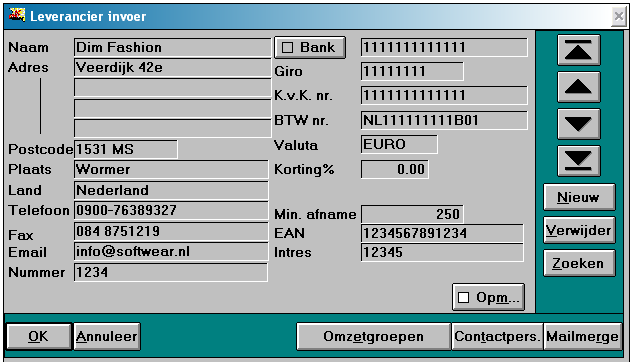 Leverancier invoer
Naam Dim Fashion
Adres Veerdijk 42e
Postcode 1531 MS
Plaats Wormer
Land Nederland
Telefoon 0900-76389327
Fax 084 8751219
Email info@softwear.nl
Nummer 1234
Bank 1111111111111
Giro 11111111
K.v.K. nr. 1111111111111
BTW nr. NL111111111B01
Valuta EURO
Korting% 0.00
Min. afname 250
EAN 1234567891234
Intres 12345
Opm...
Nieuw
Verwijder
Zoeken
OK Annuleer Omzetgroepen Contactpers. Mailmerge